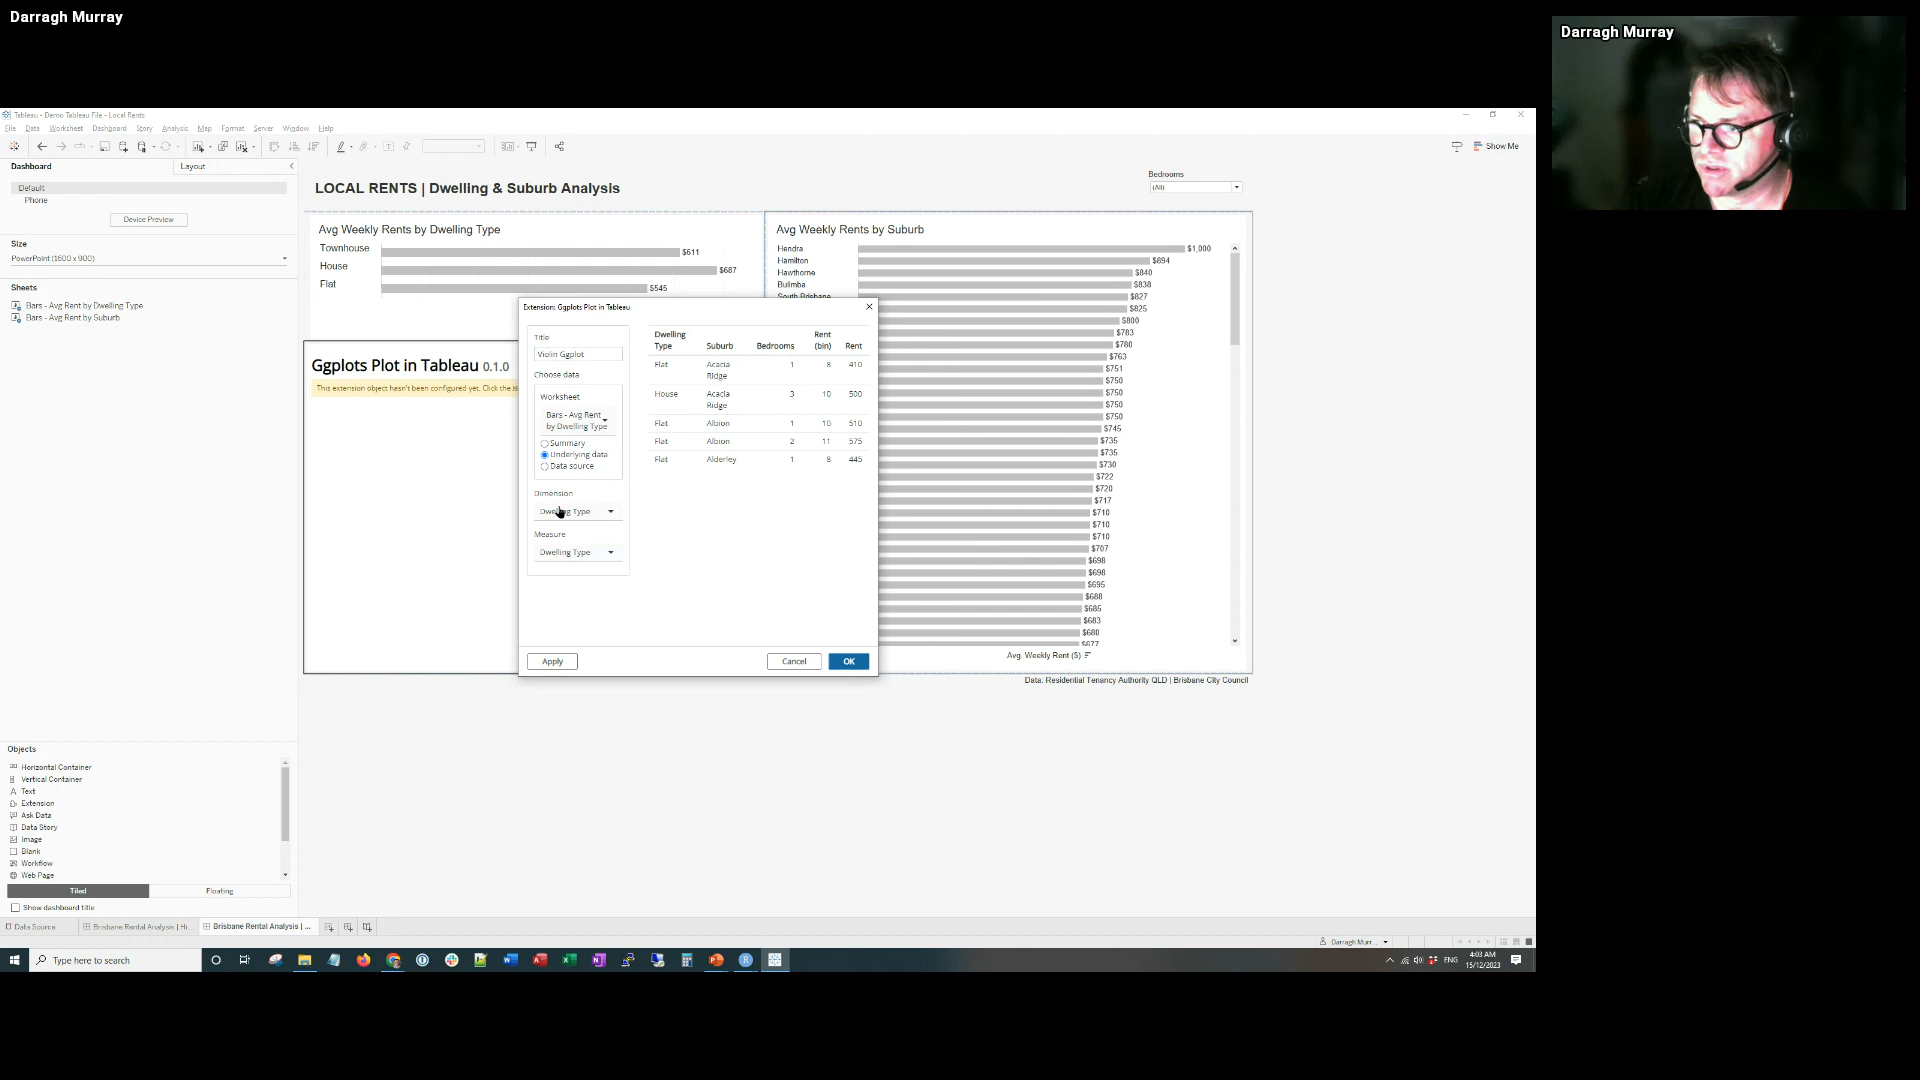 Darragh Murray
Darragh Murray
Tableau - Demo Tableau File - Local Rents
File Data Worksheet Dashboard Story Analysis Map Format Server Window Help
Show Me
Dashboard
Layout
Default
Phone
Device Preview
Size
PowerPoint (1600 x 900)
Sheets
Bars - Avg Rent by Dwelling Type
Bars - Avg Rent by Suburb
LOCAL RENTS | Dwelling & Suburb Analysis
Bedrooms
(All)
Avg Weekly Rents by Dwelling Type
Townhouse $611
House $687
Flat $545
Avg Weekly Rents by Suburb
Hendra $1,000
Hamilton $894
Hawthorne $840
Bulimba $838
South Brisbane $827
$825
$800
$783
$780
$763
$751
$750
$750
$750
$750
$745
$735
$735
$730
$722
$720
$717
$710
$710
$710
$707
$698
$698
$695
$688
$685
$683
$680
$677
Avg. Weekly Rent ($)
Data: Residential Tenancy Authority QLD | Brisbane City Council
Ggplots Plot in Tableau 0.1.0
This extension object hasn't been configured yet. Click the
Extension: Ggplots Plot in Tableau
Title
Violin Ggplot
Choose data
Worksheet
Bars - Avg Rent
by Dwelling Type
Summary
Underlying data
Data source
Dimension
Dwelling Type
Measure
Dwelling Type
Dwelling Type Suburb Bedrooms Rent (bin) Rent
Flat Acacia Ridge 1 8 410
House Acacia Ridge 3 10 500
Flat Albion 1 10 510
Flat Albion 2 11 575
Flat Alderley 1 8 445
Apply
Cancel
OK
Objects
Horizontal Container
Vertical Container
Text
Extension
Ask Data
Data Story
Image
Blank
Workflow
Web Page
Tiled
Floating
Show dashboard title
Data Source
Brisbane Rental Analysis | Hi...
Brisbane Rental Analysis | ...
Darragh Murr...
Type here to search
ENG
4:03 AM
15/12/2023